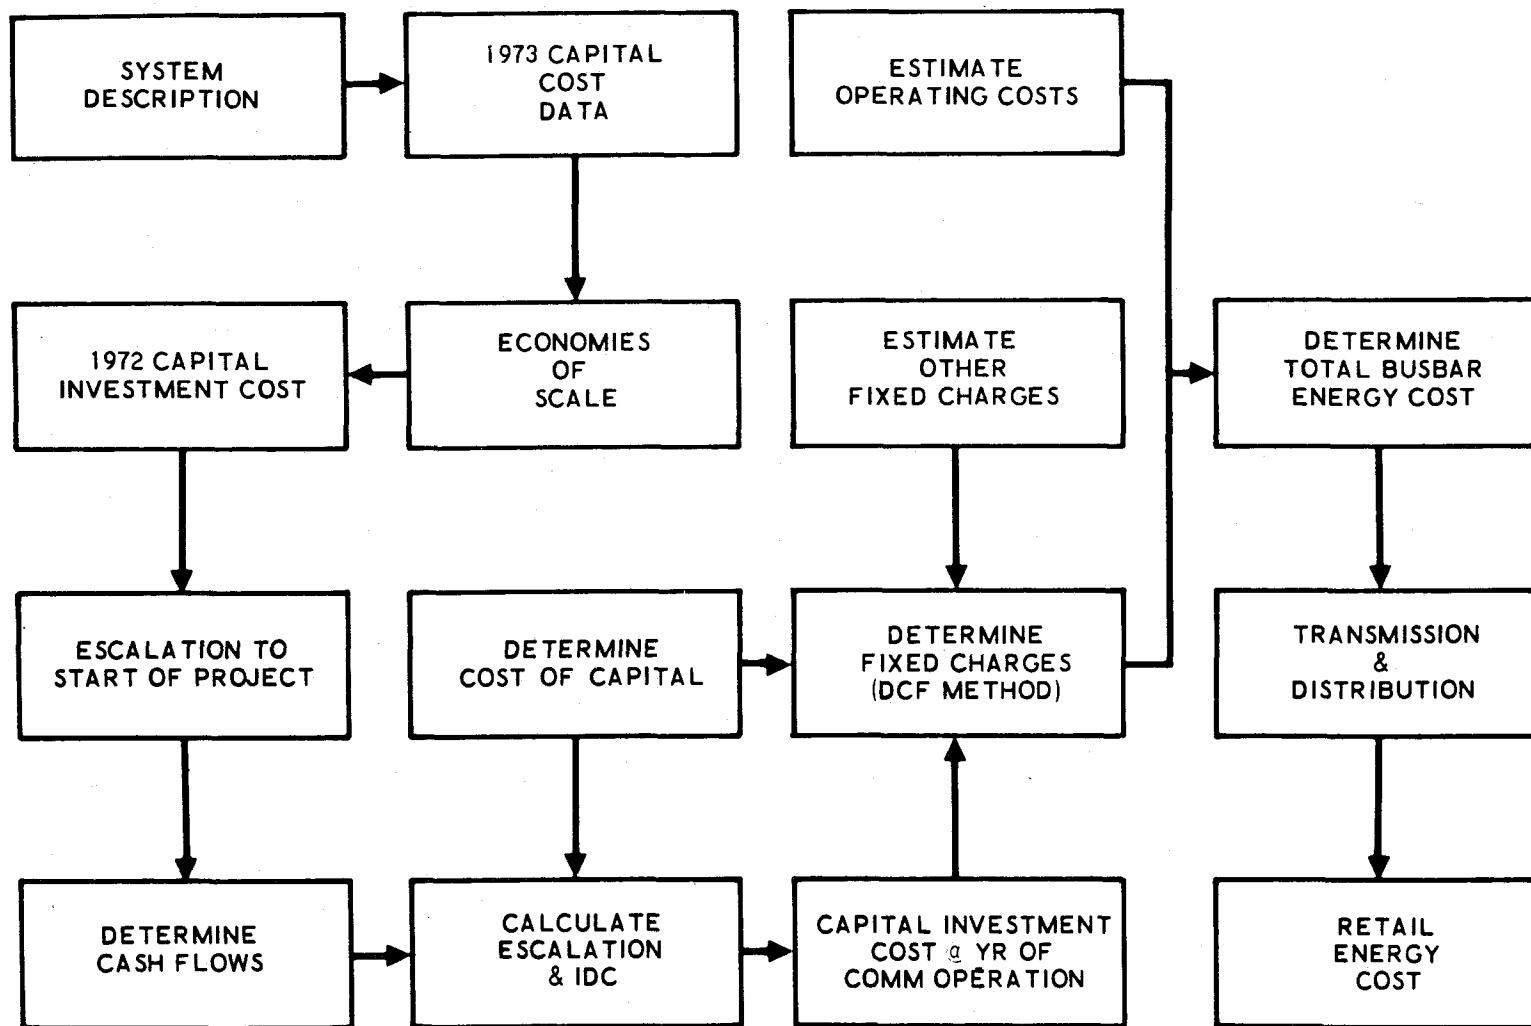 SYSTEM
DESCRIPTION
1973 CAPITAL
COST
DATA
ESTIMATE
OPERATING COSTS
1972 CAPITAL
INVESTMENT COST
ECONOMIES
OF
SCALE
ESTIMATE
OTHER
FIXED CHARGES
DETERMINE
TOTAL BUSBAR
ENERGY COST
ESCALATION TO
START OF PROJECT
DETERMINE
COST OF CAPITAL
DETERMINE
FIXED CHARGES
(DCF METHOD)
TRANSMISSION
&
DISTRIBUTION
DETERMINE
CASH FLOWS
CALCULATE
ESCALATION
& IDC
CAPITAL INVESTMENT
COST @ YR OF
COMM OPERATION
RETAIL
ENERGY
COST